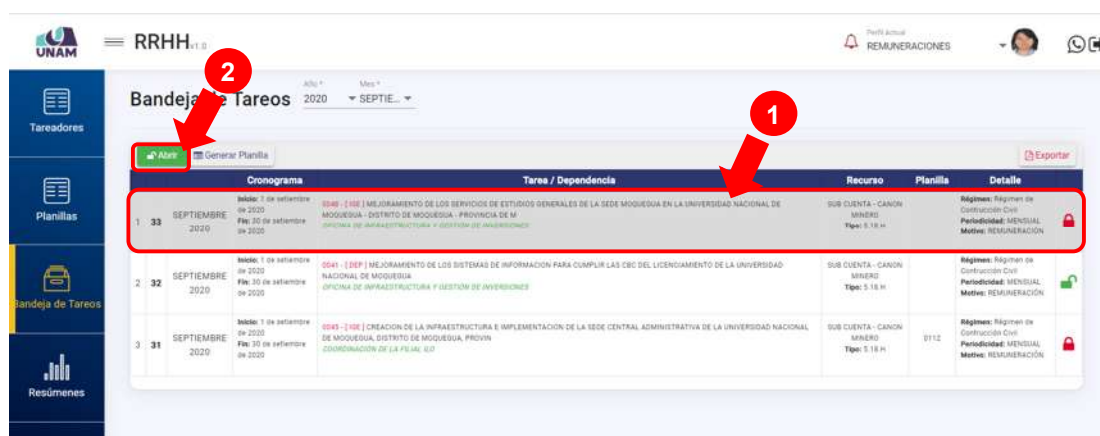 UNAM
RRHH v1.0
Perfil Actual
REMUNERACIONES
2
Bandeja de Tareos
Año *
2020
Mes *
SEPTIE...
1
Tareadores
Planillas
Bandeja de Tareos
Resúmenes
Abrir
Generar Planilla
Exportar
Cronograma
Tarea / Dependencia
Recurso
Planilla
Detalle
1
33
SEPTIEMBRE
2020
Inicio: 1 de setiembre
de 2020
Fin: 30 de setiembre
de 2020
MEJORAMIENTO DE LOS SERVICIOS DE ESTUDIOS GENERALES DE LA SEDE MOQUEGUA EN LA UNIVERSIDAD NACIONAL DE
MOQUEGUA - DISTRITO DE MOQUEGUA - PROVINCIA DE M
OFICINA DE INFRAESTRUCTURA Y GESTIÓN DE INVERSIONES
SUB CUENTA - CANON
MINERO
Tipo: 5.18 H
Régimen: Régimen de
Contrucción Civil
Periodicidad: MENSUAL
Motivo: REMUNERACIÓN
2
32
SEPTIEMBRE
2020
Inicio: 1 de setiembre
de 2020
Fin: 30 de setiembre
de 2020
0041 - [ DEP ] MEJORAMIENTO DE LOS SISTEMAS DE INFORMACION PARA CUMPLIR LAS CBC DEL LICENCIAMIENTO DE LA UNIVERSIDAD
NACIONAL DE MOQUEGUA
OFICINA DE INFRAESTRUCTURA Y GESTIÓN DE INVERSIONES
SUB CUENTA - CANON
MINERO
Tipo: 5.18 H
Régimen: Régimen de
Contrucción Civil
Periodicidad: MENSUAL
Motivo: REMUNERACIÓN
3
31
SEPTIEMBRE
2020
Inicio: 1 de setiembre
de 2020
Fin: 30 de setiembre
de 2020
CREACION DE LA INFRAESTRUCTURA E IMPLEMENTACION DE LA SEDE CENTRAL ADMINISTRATIVA DE LA UNIVERSIDAD NACIONAL
DE MOQUEGUA, DISTRITO DE MOQUEGUA, PROVIN
COORDINACIÓN DE LA FILIAL ILO
SUB CUENTA - CANON
MINERO
Tipo: 5.18 H
0112
Régimen: Régimen de
Contrucción Civil
Periodicidad: MENSUAL
Motivo: REMUNERACIÓN